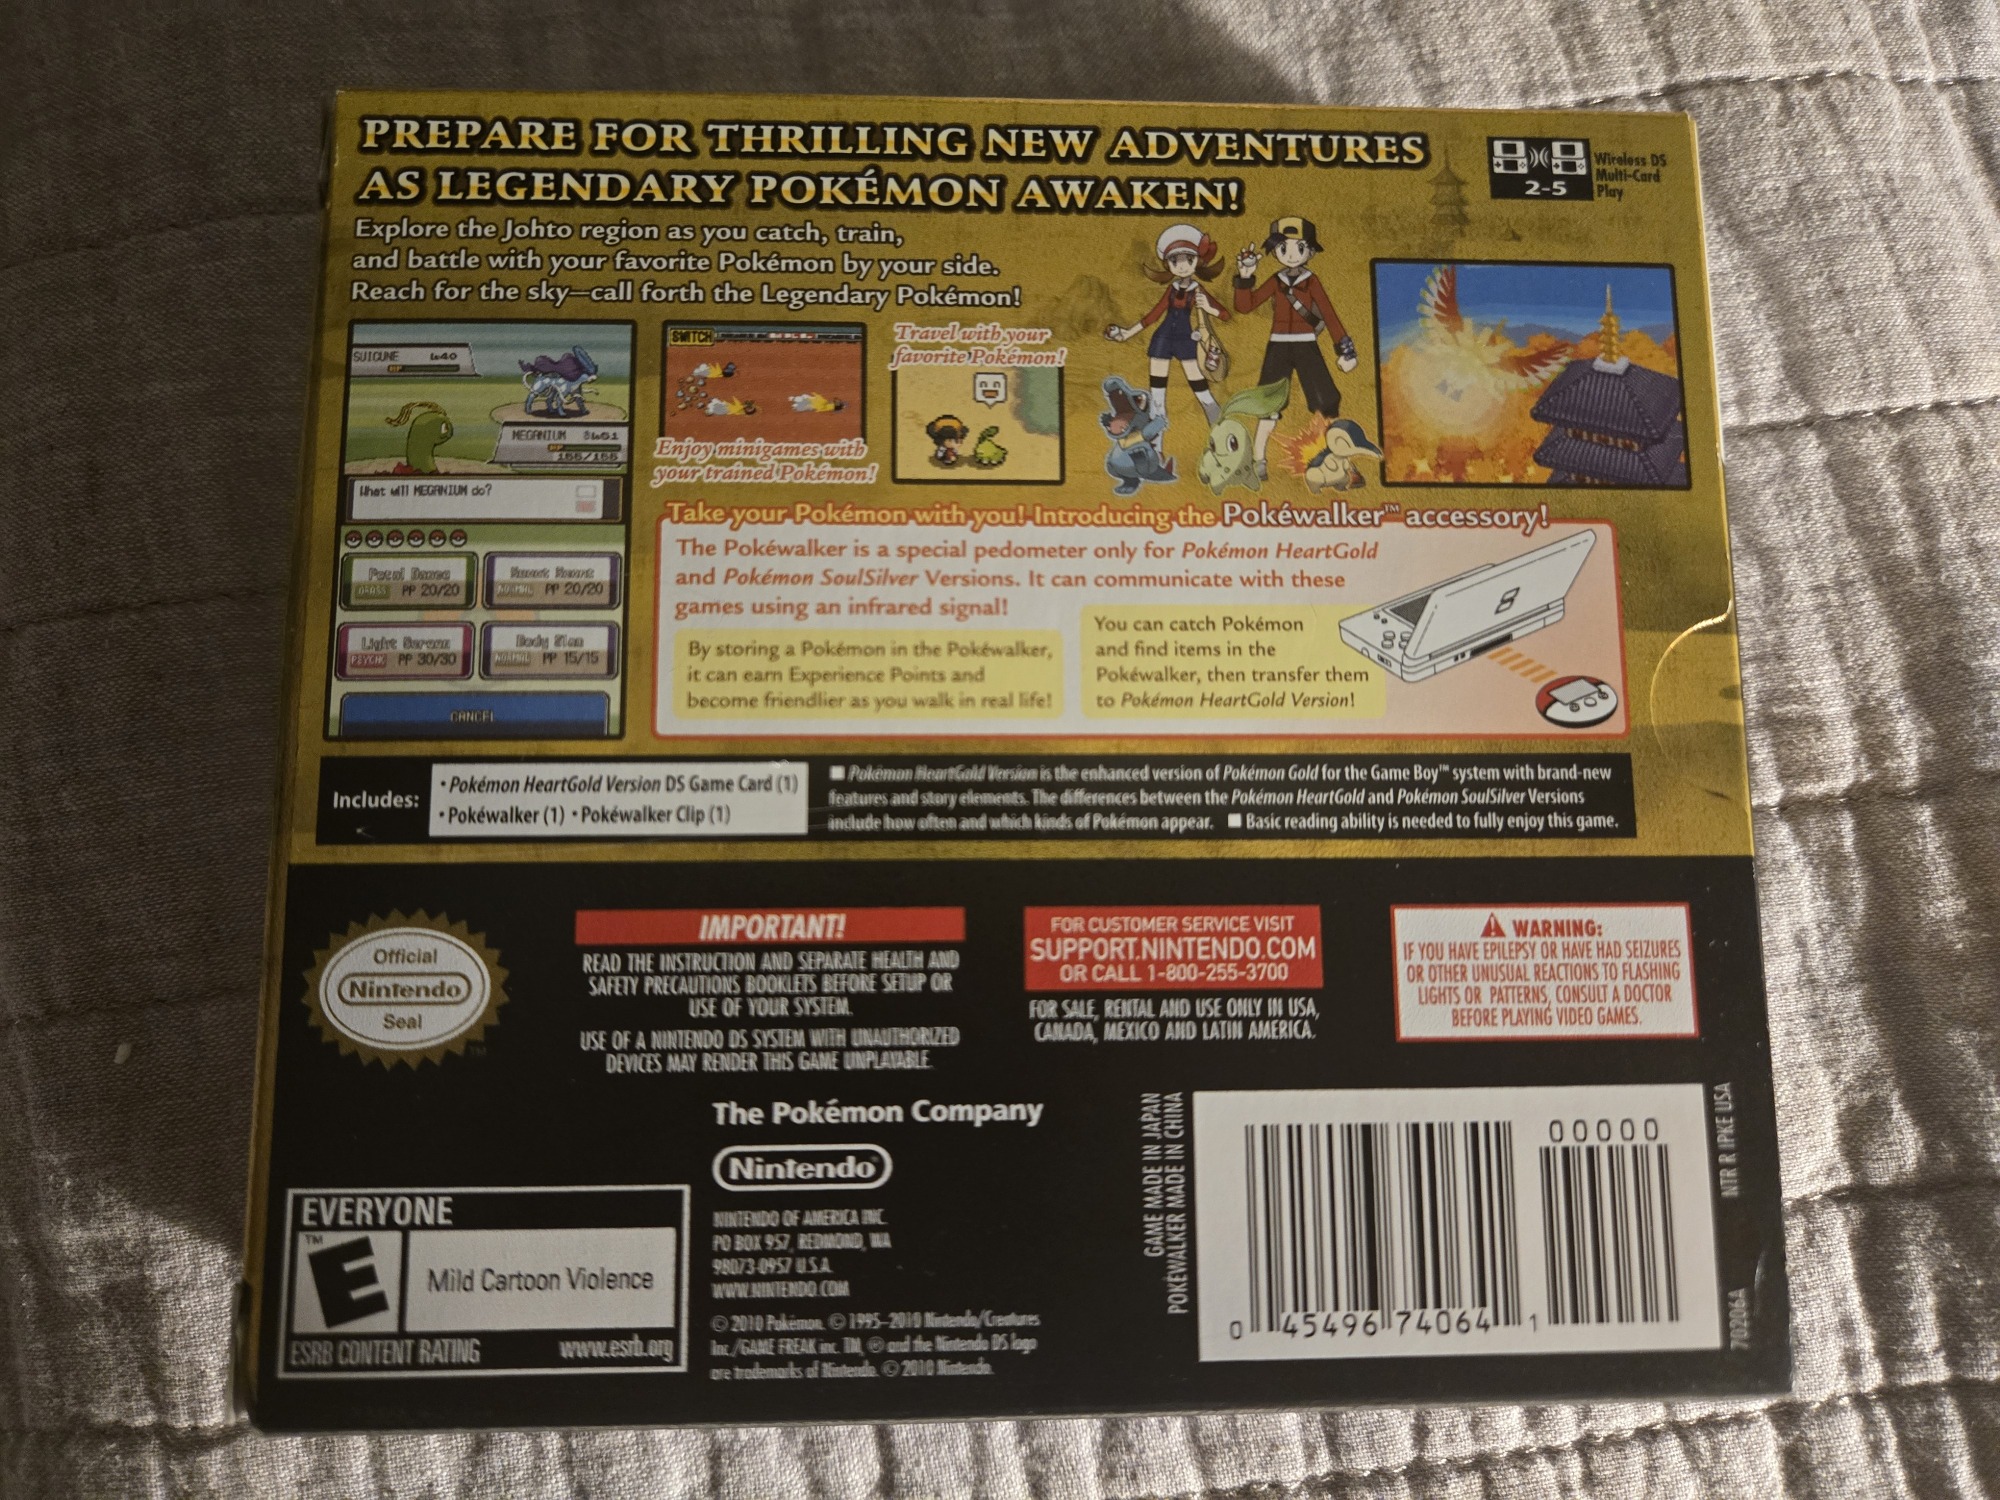 PREPARE FOR THRILLING NEW ADVENTURES
AS LEGENDARY POKÉMON AWAKEN!
2-5
Wireless DS
Multi-Card
Play
Explore the Johto region as you catch, train,
and battle with your favorite Pokémon by your side.
Reach for the sky—call forth the Legendary Pokémon!
SUICUNE Lv40
HP
MEGANIUM
HP
155/155
What will MEGANIUM do?
Petal Dance
GRASS PP 20/20
Sweet Scent
NORMAL PP 20/20
Light Screen
PSYCHC PP 30/30
Body Slam
NORMAL PP 15/15
CANCEL
SWITCH
Enjoy minigames with
your trained Pokémon!
Travel with your
favorite Pokémon!
Take your Pokémon with you! Introducing the Pokéwalker™ accessory!
The Pokéwalker is a special pedometer only for Pokémon HeartGold
and Pokémon SoulSilver Versions. It can communicate with these
games using an infrared signal!
By storing a Pokémon in the Pokéwalker,
it can earn Experience Points and
become friendlier as you walk in real life!
You can catch Pokémon
and find items in the
Pokéwalker, then transfer them
to Pokémon HeartGold Version!
Includes:
• Pokémon HeartGold Version DS Game Card (1)
• Pokéwalker (1) • Pokéwalker Clip (1)
■ Pokémon HeartGold Version is the enhanced version of Pokémon Gold for the Game Boy™ system with brand-new
features and story elements. The differences between the Pokémon HeartGold and Pokémon SoulSilver Versions
include how often and which kinds of Pokémon appear. ■ Basic reading ability is needed to fully enjoy this game.
Official
Nintendo
Seal
TM
IMPORTANT!
READ THE INSTRUCTION AND SEPARATE HEALTH AND
SAFETY PRECAUTIONS BOOKLETS BEFORE SETUP OR
USE OF YOUR SYSTEM.
USE OF A NINTENDO DS SYSTEM WITH UNAUTHORIZED
DEVICES MAY RENDER THIS GAME UNPLAYABLE.
FOR CUSTOMER SERVICE VISIT
SUPPORT.NINTENDO.COM
OR CALL 1-800-255-3700
FOR SALE, RENTAL AND USE ONLY IN USA,
CANADA, MEXICO AND LATIN AMERICA.
WARNING:
IF YOU HAVE EPILEPSY OR HAVE HAD SEIZURES
OR OTHER UNUSUAL REACTIONS TO FLASHING
LIGHTS OR PATTERNS, CONSULT A DOCTOR
BEFORE PLAYING VIDEO GAMES.
The Pokémon Company
Nintendo®
NINTENDO OF AMERICA INC.
PO BOX 957, REDMOND, WA
98073-0957 U.S.A.
WWW.NINTENDO.COM
© 2010 Pokémon. © 1995–2010 Nintendo/Creatures
Inc./GAME FREAK inc. TM, ® and the Nintendo DS logo
are trademarks of Nintendo. © 2010 Nintendo.
EVERYONE
TM
E
Mild Cartoon Violence
ESRB CONTENT RATING www.esrb.org
GAME MADE IN JAPAN
POKÉWALKER MADE IN CHINA
00000
0 45496 74064 1
NTR R IPKE USA
70206A